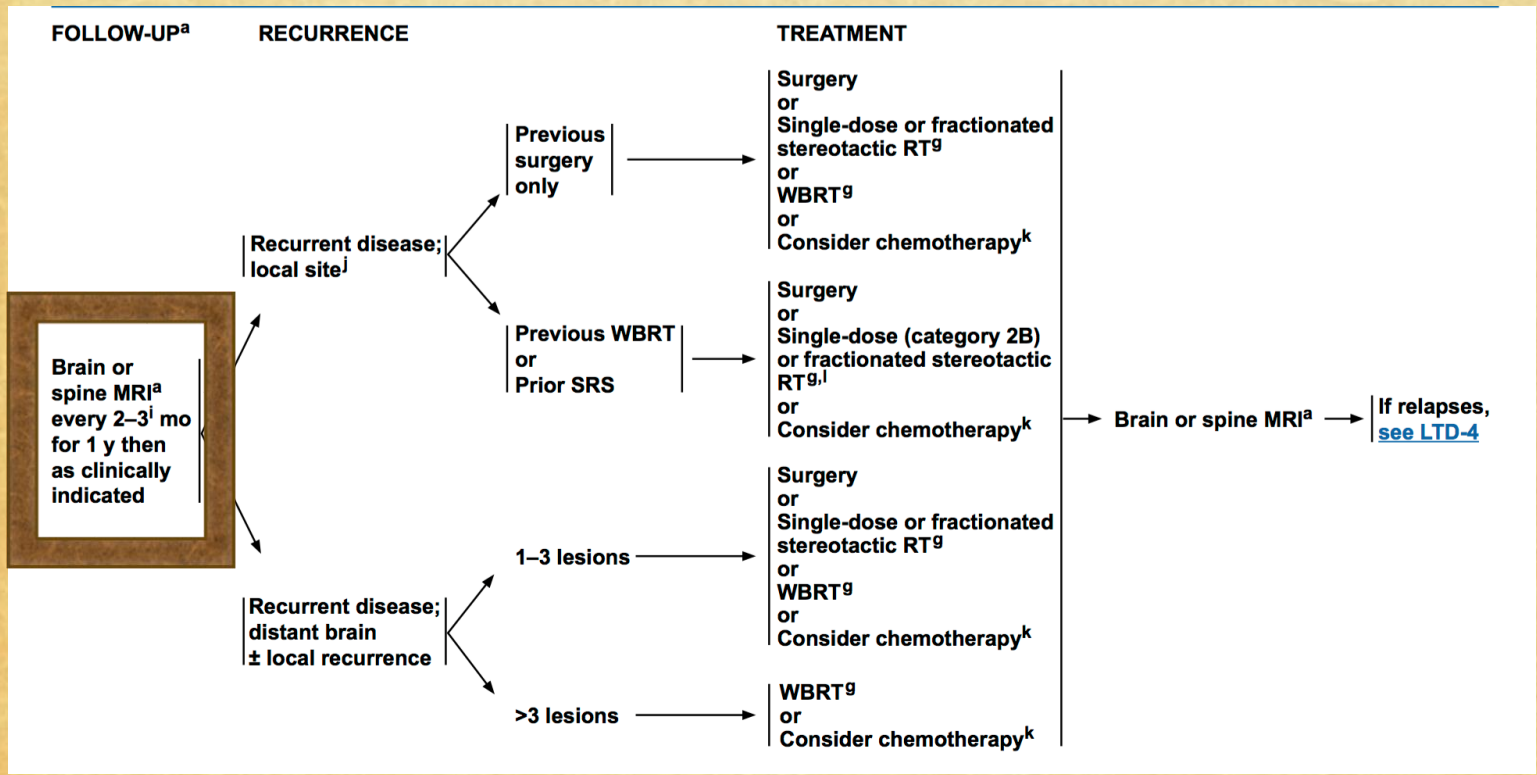 FOLLOW-UPa
RECURRENCE
TREATMENT
Brain or
spine MRIa
every 2–3i mo
for 1 y then
as clinically
indicated
Recurrent disease;
local sitej
Previous
surgery
only
Surgery
or
Single-dose or fractionated
stereotactic RTg
or
WBRTg
or
Consider chemotherapyk
Previous WBRT
or
Prior SRS
Surgery
or
Single-dose (category 2B)
or fractionated stereotactic
RTg,l
or
Consider chemotherapyk
Recurrent disease;
distant brain
± local recurrence
1–3 lesions
Surgery
or
Single-dose or fractionated
stereotactic RTg
or
WBRTg
or
Consider chemotherapyk
>3 lesions
WBRTg
or
Consider chemotherapyk
Brain or spine MRIa
If relapses,
see LTD-4